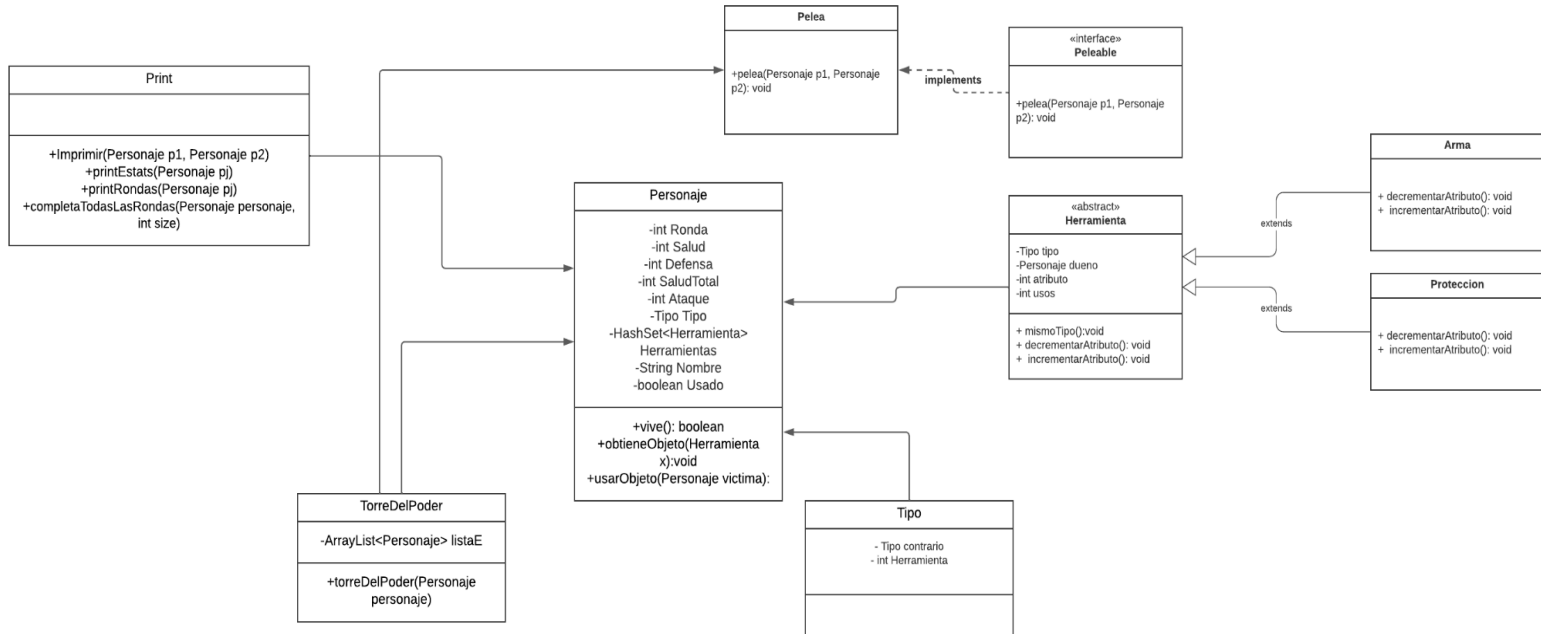 Pelea
+pelea(Personaje p1, Personaje
p2): void
«interface»
Peleable
+pelea(Personaje p1, Personaje
p2): void
implements
Print
+Imprimir(Personaje p1, Personaje p2)
+printEstats(Personaje pj)
+printRondas(Personaje pj)
+completaTodasLasRondas(Personaje personaje,
int size)
Personaje
-int Ronda
-int Salud
-int Defensa
-int SaludTotal
-int Ataque
-Tipo Tipo
-HashSet<Herramienta>
Herramientas
-String Nombre
-boolean Usado
+vive(): boolean
+obtieneObjeto(Herramienta
x):void
+usarObjeto(Personaje victima):
«abstract»
Herramienta
-Tipo tipo
-Personaje dueno
-int atributo
-int usos
+ mismoTipo():void
+ decrementarAtributo(): void
+ incrementarAtributo(): void
extends
extends
Arma
+ decrementarAtributo(): void
+ incrementarAtributo(): void
Proteccion
+ decrementarAtributo(): void
+ incrementarAtributo(): void
TorreDelPoder
-ArrayList<Personaje> listaE
+torreDelPoder(Personaje
personaje)
Tipo
- Tipo contrario
- int Herramienta